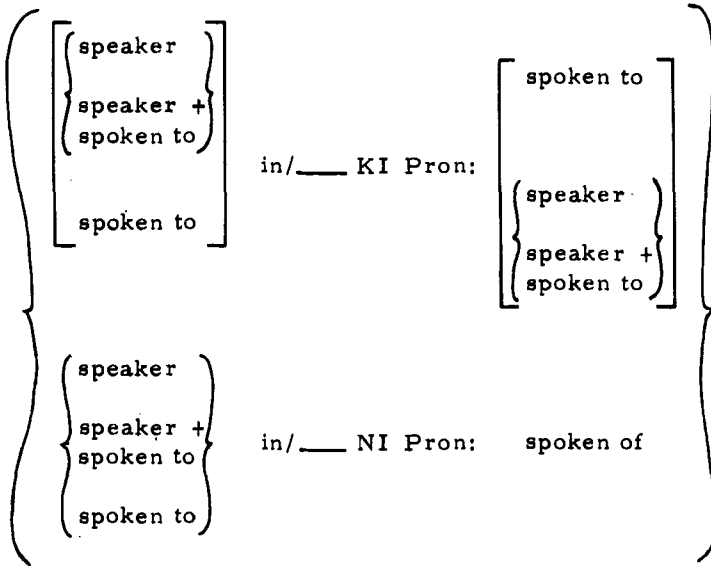 speaker
speaker +
spoken to
spoken to
in/___ KI Pron:
spoken to
speaker
speaker +
spoken to
speaker
speaker +
spoken to
spoken to
in/___ NI Pron:
spoken of